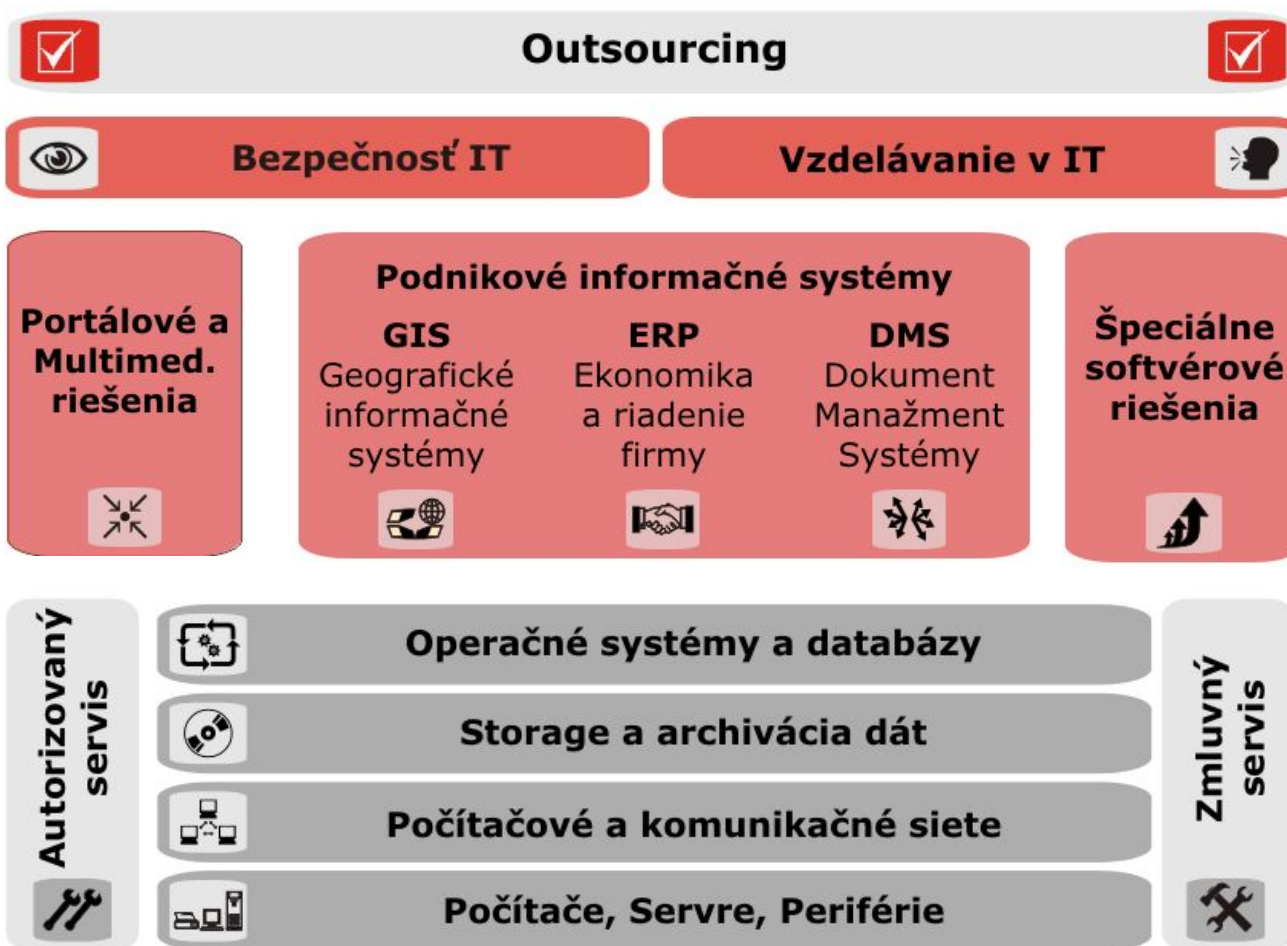 Outsourcing
Bezpečnosť IT
Vzdelávanie v IT
Portálové a
Multimed.
riešenia
Podnikové informačné systémy
GIS
Geografické
informačné
systémy
ERP
Ekonomika
a riadenie
firmy
DMS
Dokument
Manažment
Systémy
Špeciálne
softvérové
riešenia
Autorizovaný
servis
Operačné systémy a databázy
Storage a archivácia dát
Počítačové a komunikačné siete
Počítače, Servre, Periférie
Zmluvný
servis